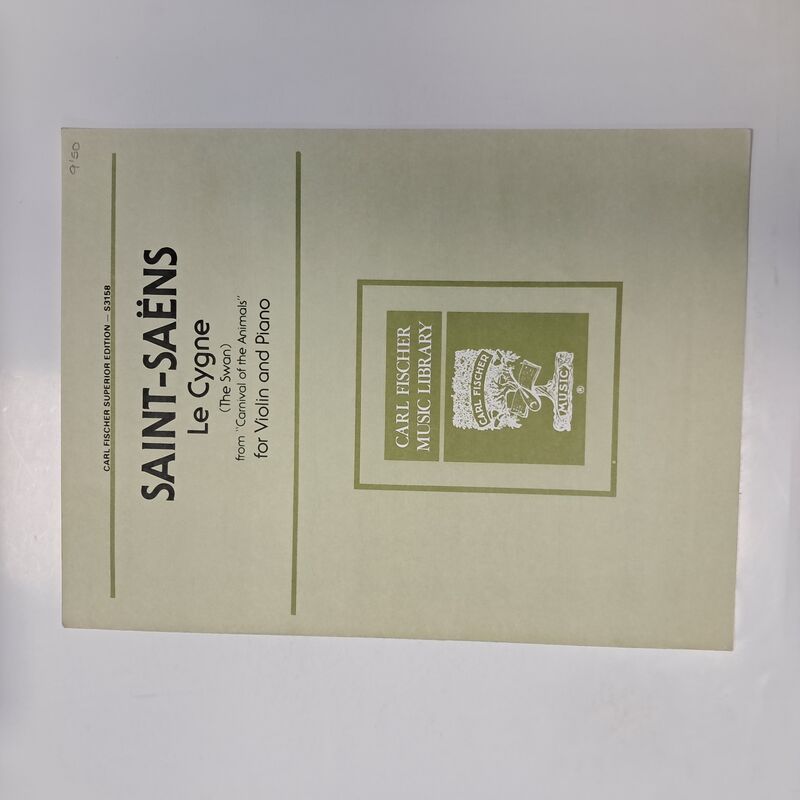 9'50
CARL FISCHER SUPERIOR EDITION — S3158
SAINT-SAËNS
Le Cygne
(The Swan)
from "Carnival of the Animals"
for Violin and Piano
CARL FISCHER
MUSIC LIBRARY
CARL FISCHER
MUSIC
®